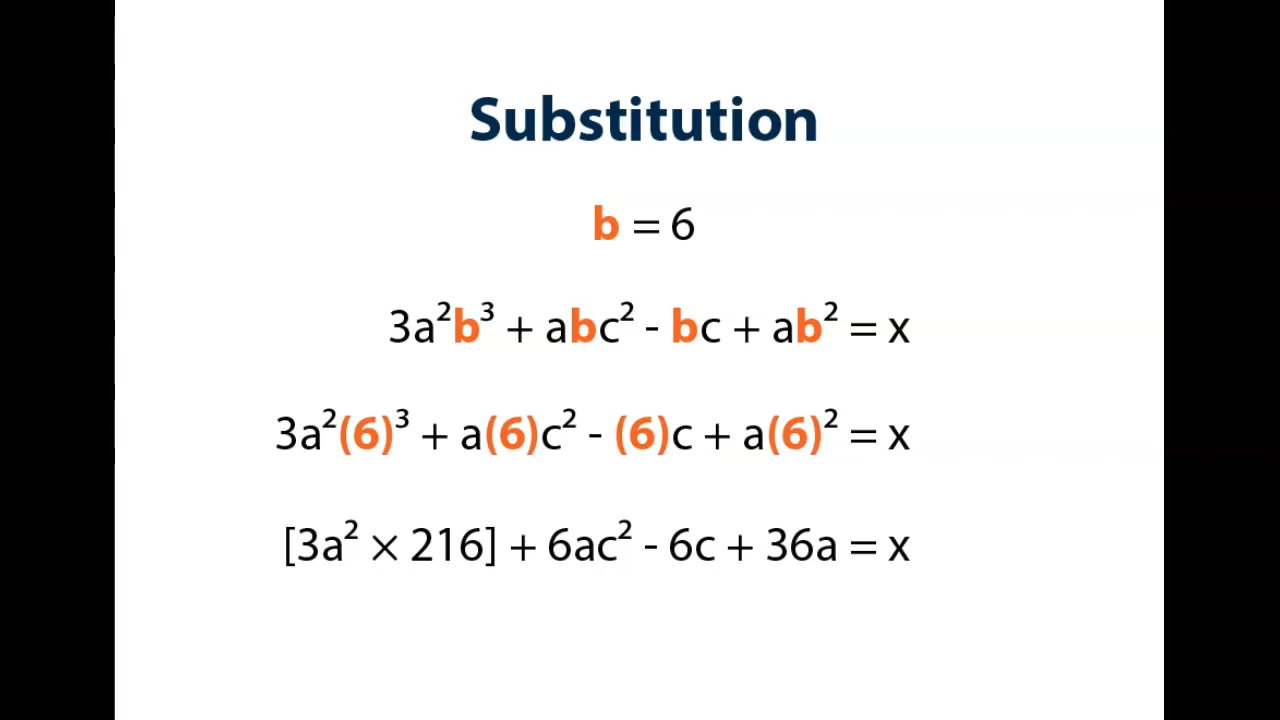 Substitution
b = 6
3a²b³ + abc² - bc + ab² = x
3a²(6)³ + a(6)c² - (6)c + a(6)² = x
[3a² × 216] + 6ac² - 6c + 36a = x